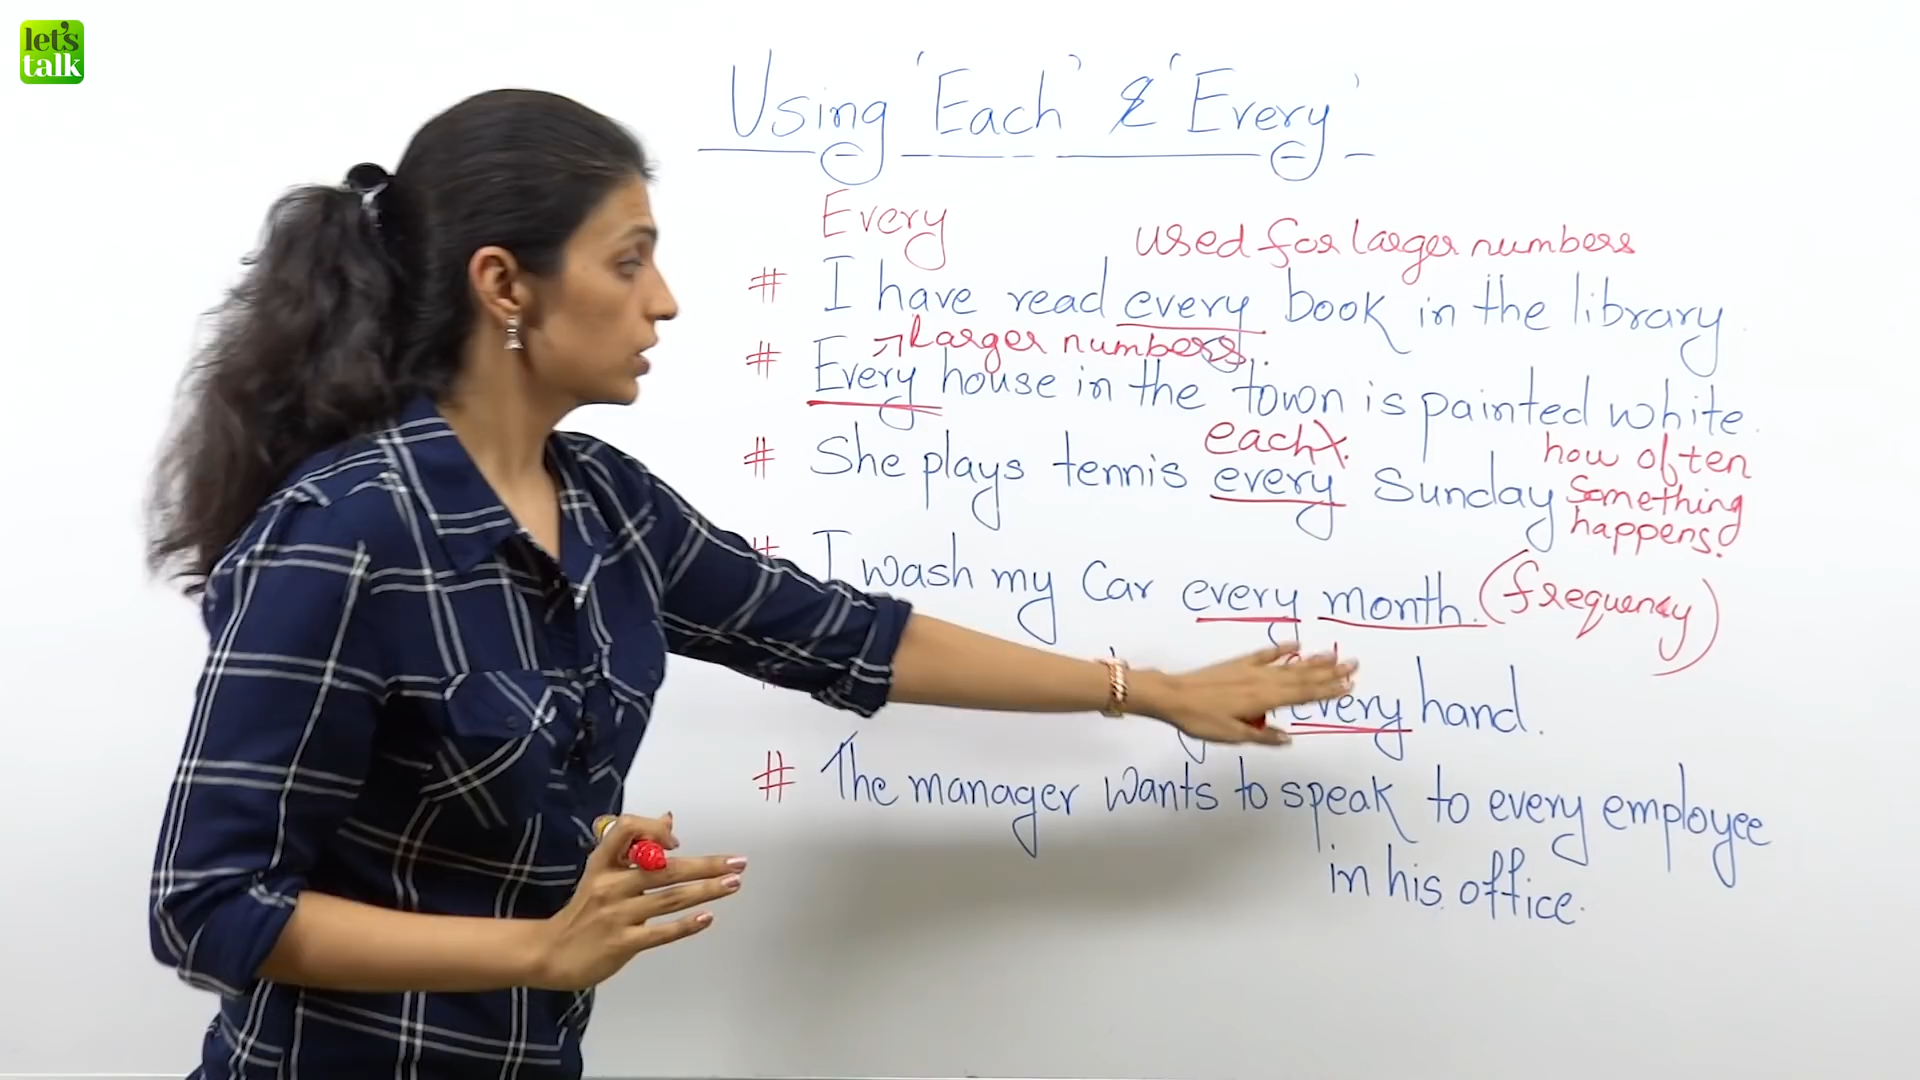 let's
talk
Using 'Each' & 'Every'
Every
used for larger numbers
# I have read every book in the library.
→ Larger numbers.
# Every house in the town is painted white.
each X.
# She plays tennis every Sunday
how often
something
happens.
# I wash my Car every month. (frequency)
every hand.
# The manager wants to speak to every employee
in his office.